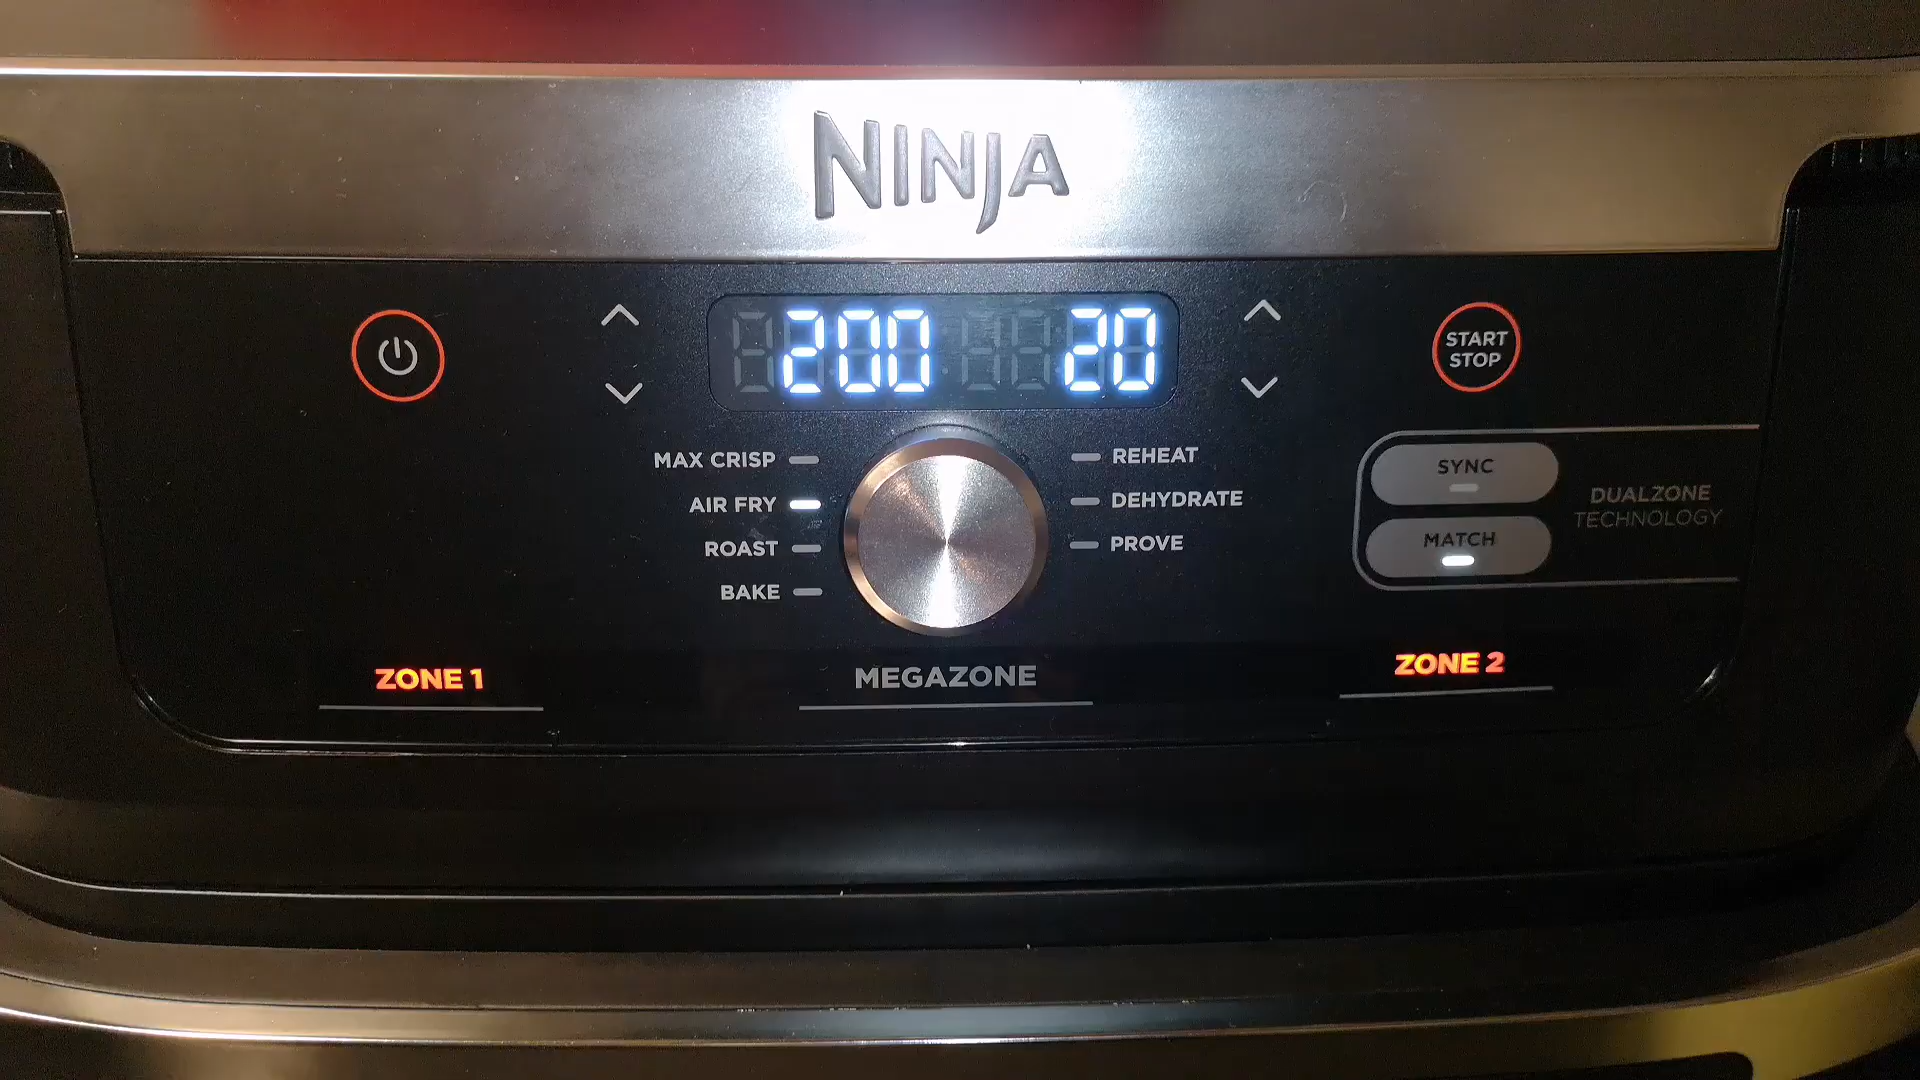 NINJA
200 20
START
STOP
MAX CRISP
AIR FRY
ROAST
BAKE
REHEAT
DEHYDRATE
PROVE
SYNC
MATCH
DUALZONE
TECHNOLOGY
ZONE 1
MEGAZONE
ZONE 2